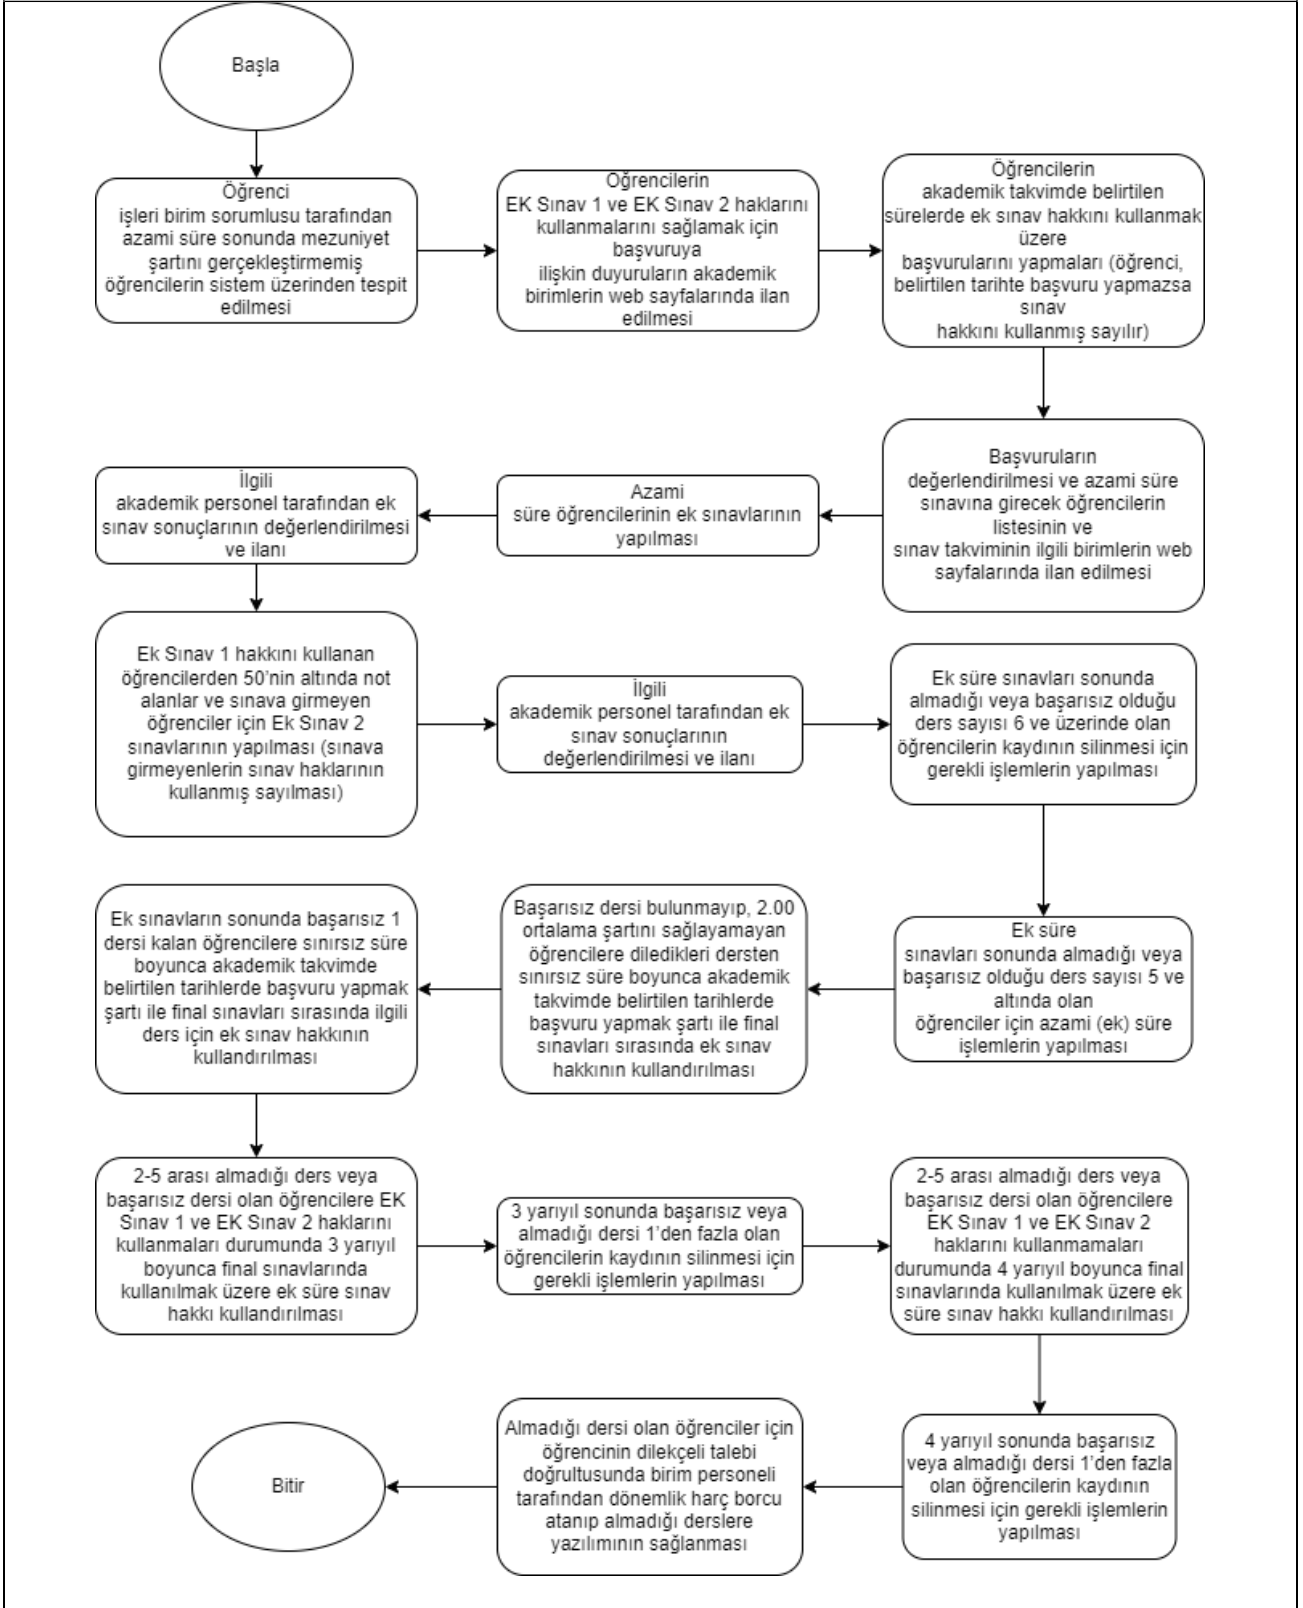 Başla
Öğrenci
işleri birim sorumlusu tarafından
azami süre sonunda mezuniyet
şartını gerçekleştirmemiş
öğrencilerin sistem üzerinden tespit
edilmesi
Öğrencilerin
EK Sınav 1 ve EK Sınav 2 haklarını
kullanmalarını sağlamak için
başvuruya
ilişkin duyuruların akademik
birimlerin web sayfalarında ilan
edilmesi
Öğrencilerin
akademik takvimde belirtilen
sürelerde ek sınav hakkını kullanmak
üzere
başvurularını yapmaları (öğrenci,
belirtilen tarihte başvuru yapmazsa
sınav
hakkını kullanmış sayılır)
Başvuruların
değerlendirilmesi ve azami süre
sınavına girecek öğrencilerin
listesinin ve
sınav takviminin ilgili birimlerin web
sayfalarında ilan edilmesi
Azami
süre öğrencilerinin ek sınavlarının
yapılması
İlgili
akademik personel tarafından ek
sınav sonuçlarının değerlendirilmesi
ve ilanı
Ek Sınav 1 hakkını kullanan
öğrencilerden 50'nin altında not
alanlar ve sınava girmeyen
öğrenciler için Ek Sınav 2
sınavlarının yapılması (sınava
girmeyenlerin sınav haklarının
kullanmış sayılması)
İlgili
akademik personel tarafından ek
sınav sonuçlarının
değerlendirilmesi ve ilanı
Ek süre sınavları sonunda
almadığı veya başarısız olduğu
ders sayısı 6 ve üzerinde olan
öğrencilerin kaydının silinmesi için
gerekli işlemlerin yapılması
Ek süre
sınavları sonunda almadığı veya
başarısız olduğu ders sayısı 5 ve
altında olan
öğrenciler için azami (ek) süre
işlemlerin yapılması
Başarısız dersi bulunmayıp, 2.00
ortalama şartını sağlayamayan
öğrencilere diledikleri dersten
sınırsız süre boyunca akademik
takvimde belirtilen tarihlerde
başvuru yapmak şartı ile final
sınavları sırasında ek sınav
hakkının kullandırılması
Ek sınavların sonunda başarısız 1
dersi kalan öğrencilere sınırsız süre
boyunca akademik takvimde
belirtilen tarihlerde başvuru yapmak
şartı ile final sınavları sırasında ilgili
ders için ek sınav hakkının
kullandırılması
2-5 arası almadığı ders veya
başarısız dersi olan öğrencilere EK
Sınav 1 ve EK Sınav 2 haklarını
kullanmaları durumunda 3 yarıyıl
boyunca final sınavlarında
kullanılmak üzere ek süre sınav
hakkı kullandırılması
3 yarıyıl sonunda başarısız veya
almadığı dersi 1'den fazla olan
öğrencilerin kaydının silinmesi için
gerekli işlemlerin yapılması
2-5 arası almadığı ders veya
başarısız dersi olan öğrencilere
EK Sınav 1 ve EK Sınav 2
haklarını kullanmamaları
durumunda 4 yarıyıl boyunca final
sınavlarında kullanılmak üzere ek
süre sınav hakkı kullandırılması
4 yarıyıl sonunda başarısız
veya almadığı dersi 1'den fazla
olan öğrencilerin kaydının
silinmesi için gerekli işlemlerin
yapılması
Almadığı dersi olan öğrenciler için
öğrencinin dilekçeli talebi
doğrultusunda birim personeli
tarafından dönemlik harç borcu
atanıp almadığı derslere
yazılımının sağlanması
Bitir